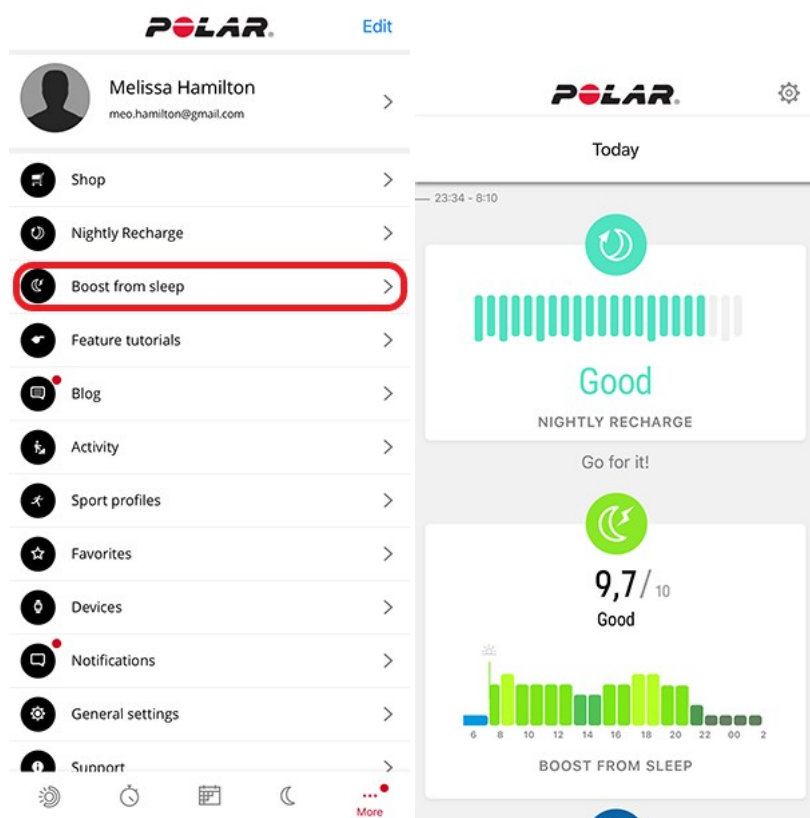 POLAR.
Edit
Melissa Hamilton
meo.hamilton@gmail.com
Shop
Nightly Recharge
Boost from sleep
Feature tutorials
Blog
Activity
Sport profiles
Favorites
Devices
Notifications
General settings
Support
More
POLAR.
Today
23:34 - 8:10
Good
NIGHTLY RECHARGE
Go for it!
9,7/ 10
Good
6 8 10 12 14 16 18 20 22 00 2
BOOST FROM SLEEP